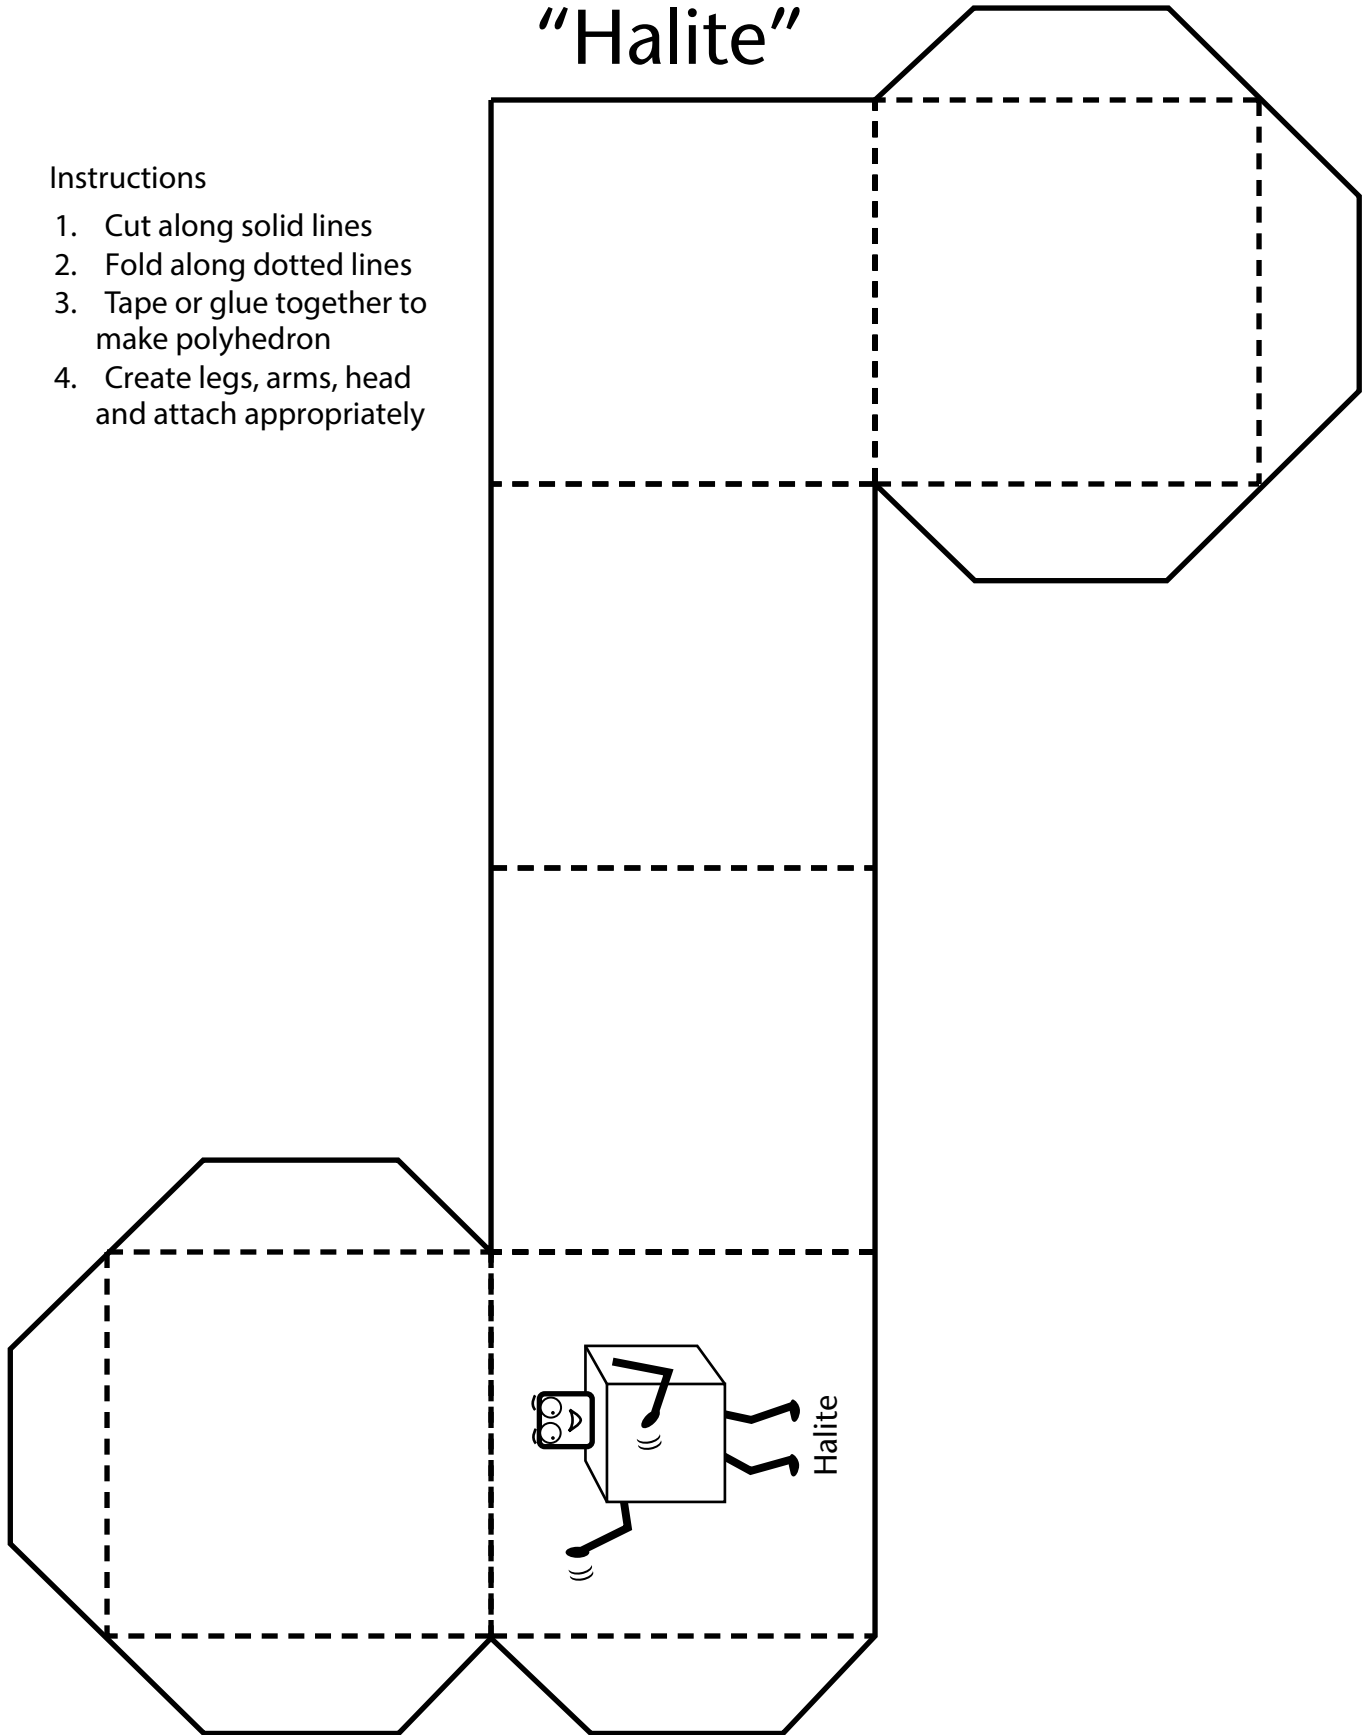 “Halite”
Instructions
1. Cut along solid lines
2. Fold along dotted lines
3. Tape or glue together to
make polyhedron
4. Create legs, arms, head
and attach appropriately
Halite